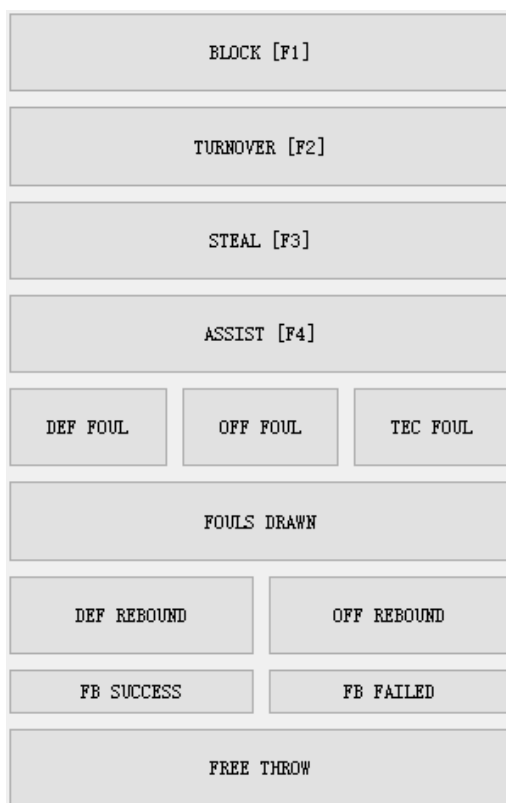 BLOCK [F1]
TURNOVER [F2]
STEAL [F3]
ASSIST [F4]
DEF FOUL OFF FOUL TEC FOUL
FOULS DRAWN
DEF REBOUND OFF REBOUND
FB SUCCESS FB FAILED
FREE THROW